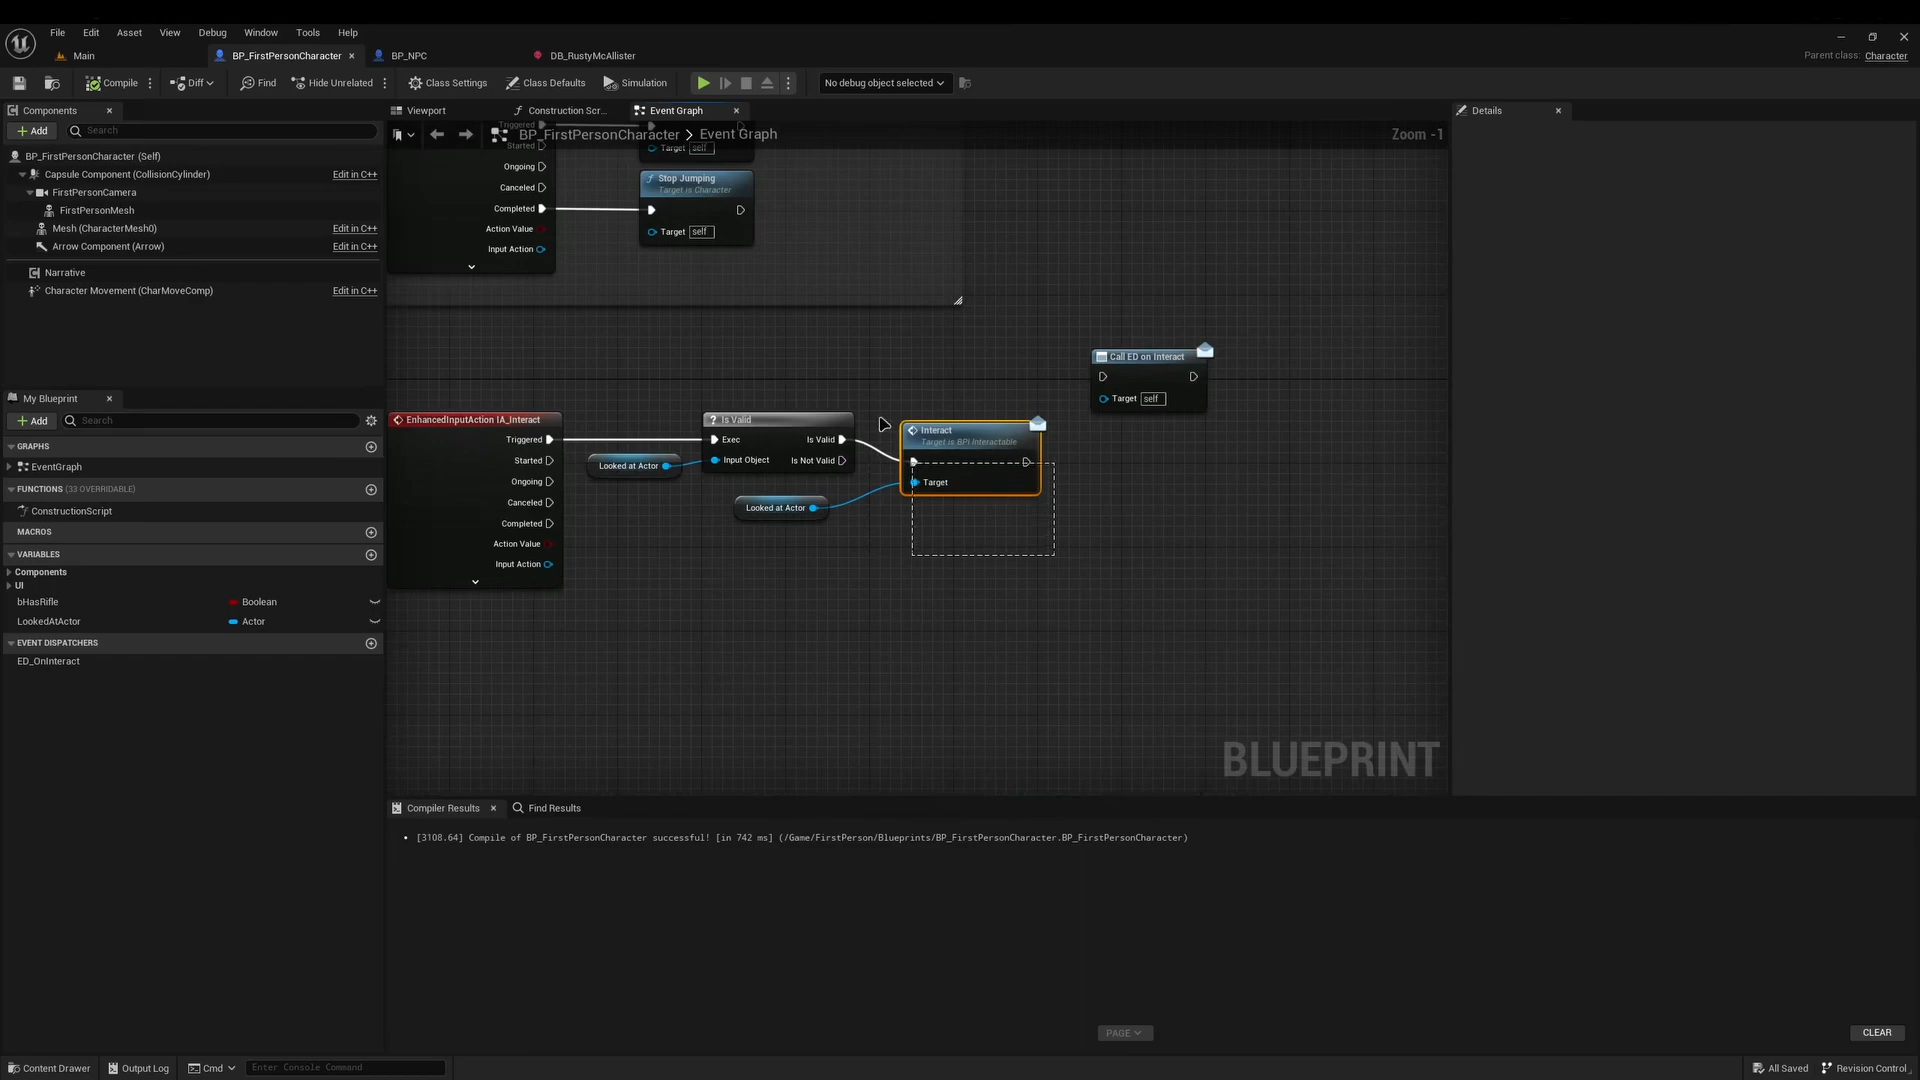 File Edit Asset View Debug Window Tools Help
Main BP_FirstPersonCharacter BP_NPC DB_RustyMcAllister Parent class: Character
Compile Diff Find Hide Unrelated Class Settings Class Defaults Simulation No debug object selected
Components Viewport Construction Scr... Event Graph Details
Add Search BP_FirstPersonCharacter > Event Graph Zoom -1
BP_FirstPersonCharacter (Self)
Capsule Component (CollisionCylinder) Edit in C++
FirstPersonCamera
FirstPersonMesh
Mesh (CharacterMesh0) Edit in C++
Arrow Component (Arrow) Edit in C++
Narrative
Character Movement (CharMoveComp) Edit in C++
Triggered
Started
Ongoing
Canceled
Completed
Action Value
Input Action
Target self
Stop Jumping
Target is Character
Target self
Call ED on Interact
Target self
My Blueprint
Add Search
GRAPHS
EventGraph
FUNCTIONS (33 OVERRIDABLE)
ConstructionScript
MACROS
VARIABLES
Components
UI
bHasRifle Boolean
LookedAtActor Actor
EVENT DISPATCHERS
ED_OnInteract
EnhancedInputAction IA_Interact
Triggered
Started
Ongoing
Canceled
Completed
Action Value
Input Action
Looked at Actor
? Is Valid
Exec Is Valid
Input Object Is Not Valid
Looked at Actor
Interact
Target is BPI Interactable
Target
BLUEPRINT
Compiler Results Find Results
[3108.64] Compile of BP_FirstPersonCharacter successful! [in 742 ms] (/Game/FirstPerson/Blueprints/BP_FirstPersonCharacter.BP_FirstPersonCharacter)
PAGE CLEAR
Content Drawer Output Log Cmd Enter Console Command All Saved Revision Control